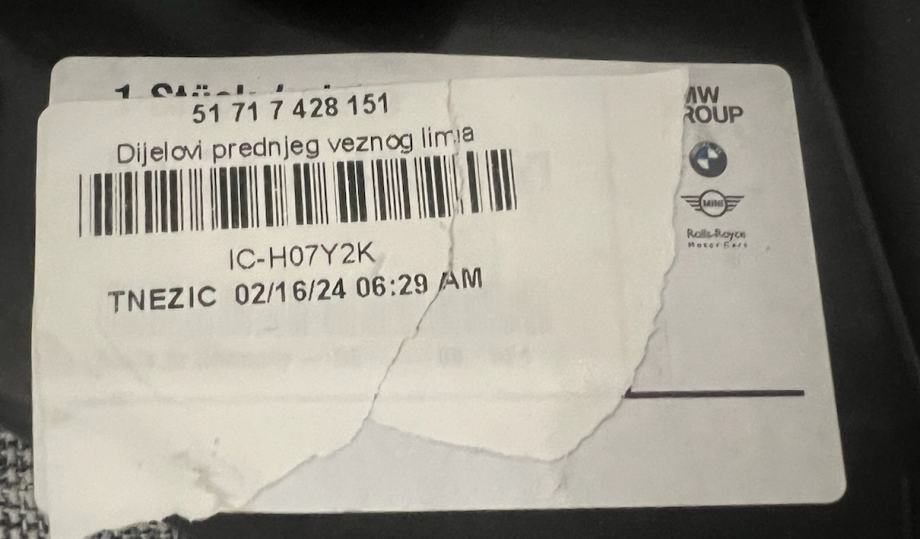 51 71 7 428 151
Dijelovi prednjeg veznog lima
IC-H07Y2K
TNEZIC 02/16/24 06:29 AM
MW
ROUP
MINI
Rolls-Royce
Motor Cars